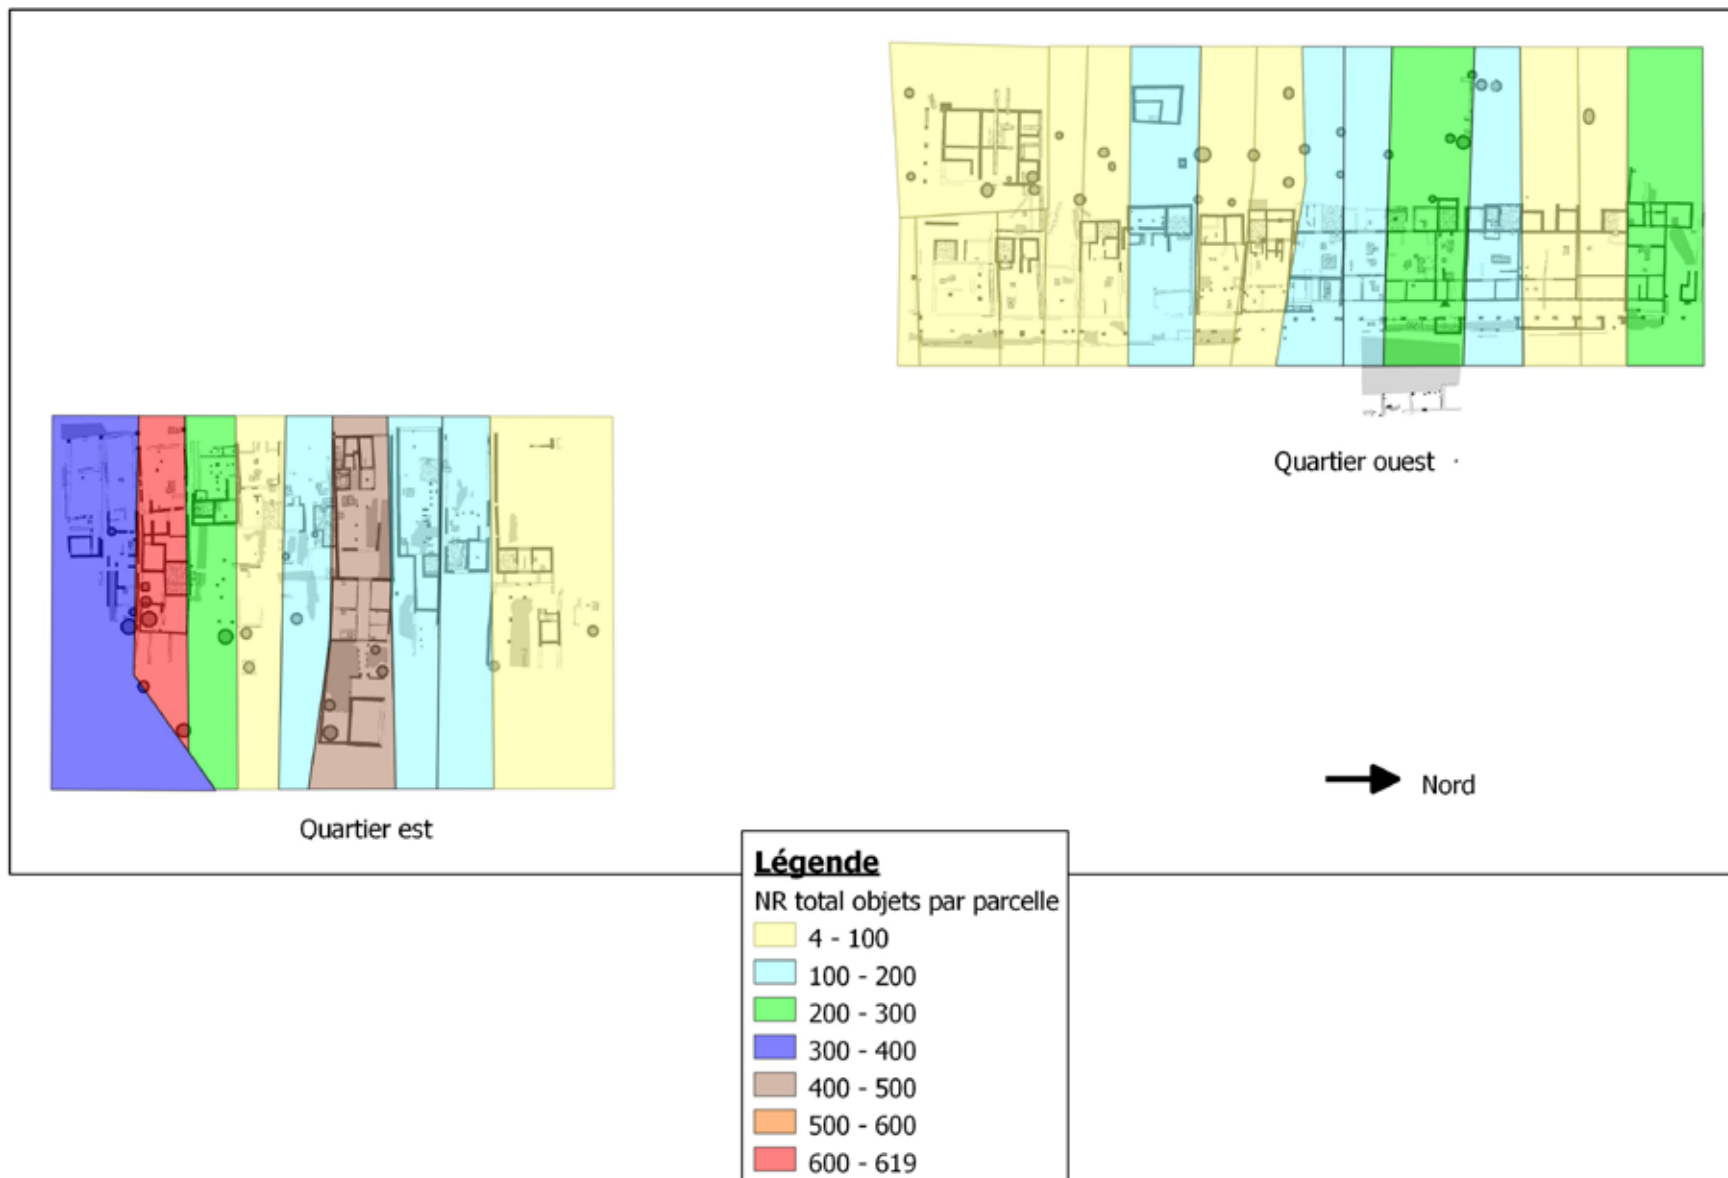 Quartier ouest
Nord
Quartier est
Légende
NR total objets par parcelle
4 - 100
100 - 200
200 - 300
300 - 400
400 - 500
500 - 600
600 - 619